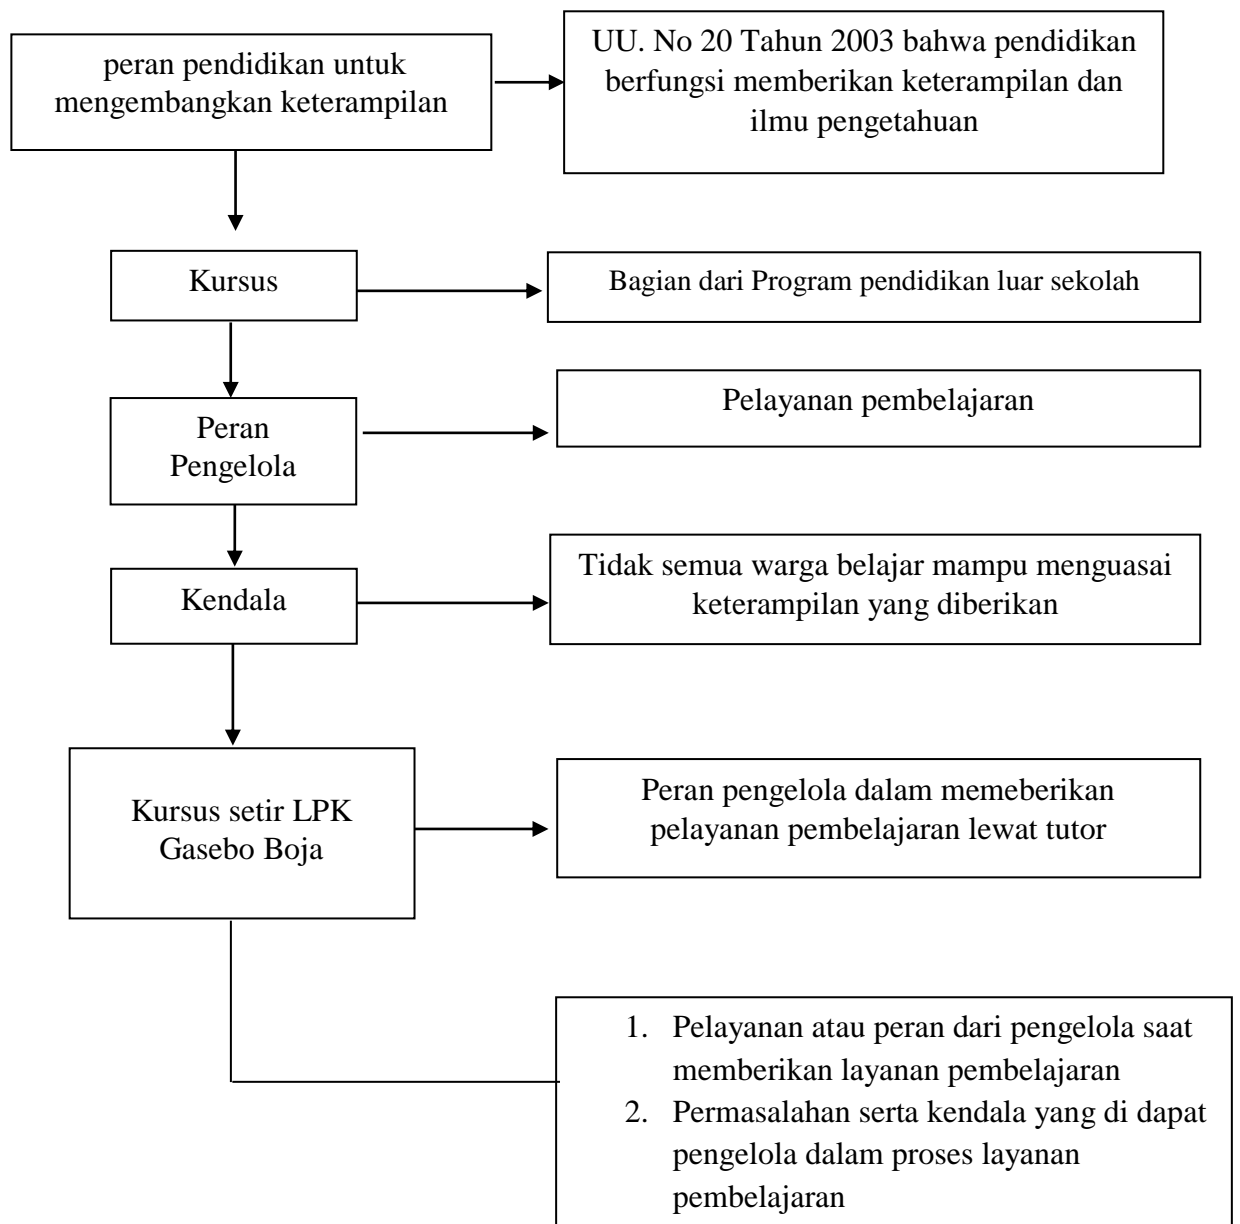 peran pendidikan untuk
mengembangkan keterampilan
UU. No 20 Tahun 2003 bahwa pendidikan
berfungsi memberikan keterampilan dan
ilmu pengetahuan
Kursus
Bagian dari Program pendidikan luar sekolah
Peran
Pengelola
Pelayanan pembelajaran
Kendala
Tidak semua warga belajar mampu menguasai
keterampilan yang diberikan
Kursus setir LPK
Gasebo Boja
Peran pengelola dalam memeberikan
pelayanan pembelajaran lewat tutor
1. Pelayanan atau peran dari pengelola saat
memberikan layanan pembelajaran
2. Permasalahan serta kendala yang di dapat
pengelola dalam proses layanan
pembelajaran